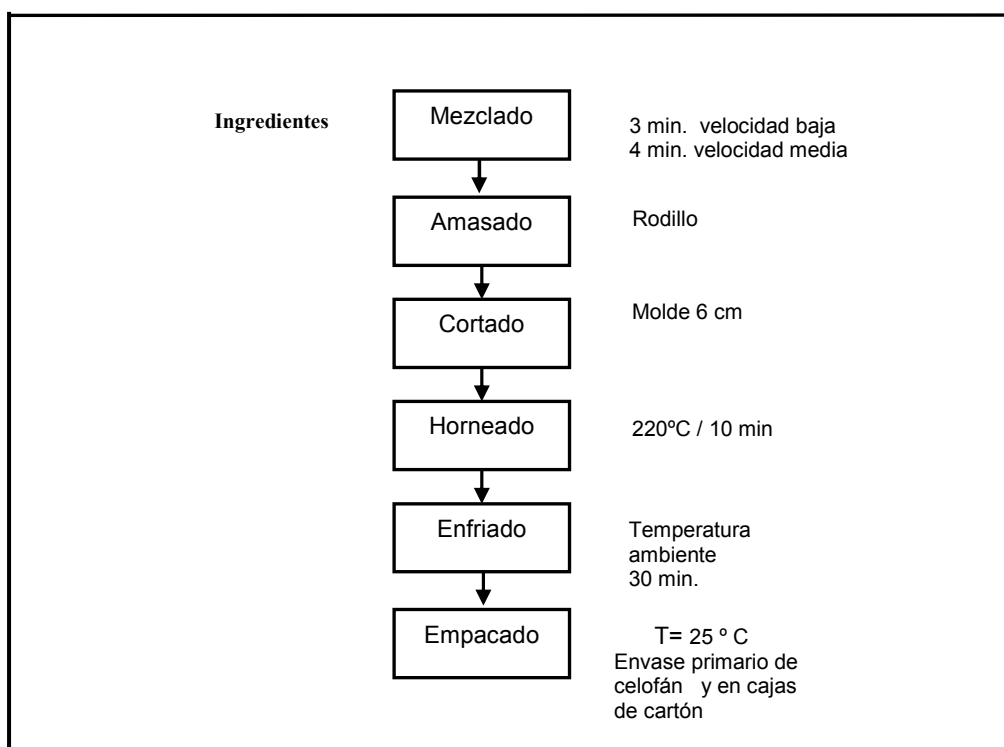 Ingredientes
Mezclado
3 min. velocidad baja
4 min. velocidad media
Amasado
Rodillo
Cortado
Molde 6 cm
Horneado
220ºC / 10 min
Enfriado
Temperatura
ambiente
30 min.
Empacado
T= 25 º C
Envase primario de
celofán y en cajas
de cartón